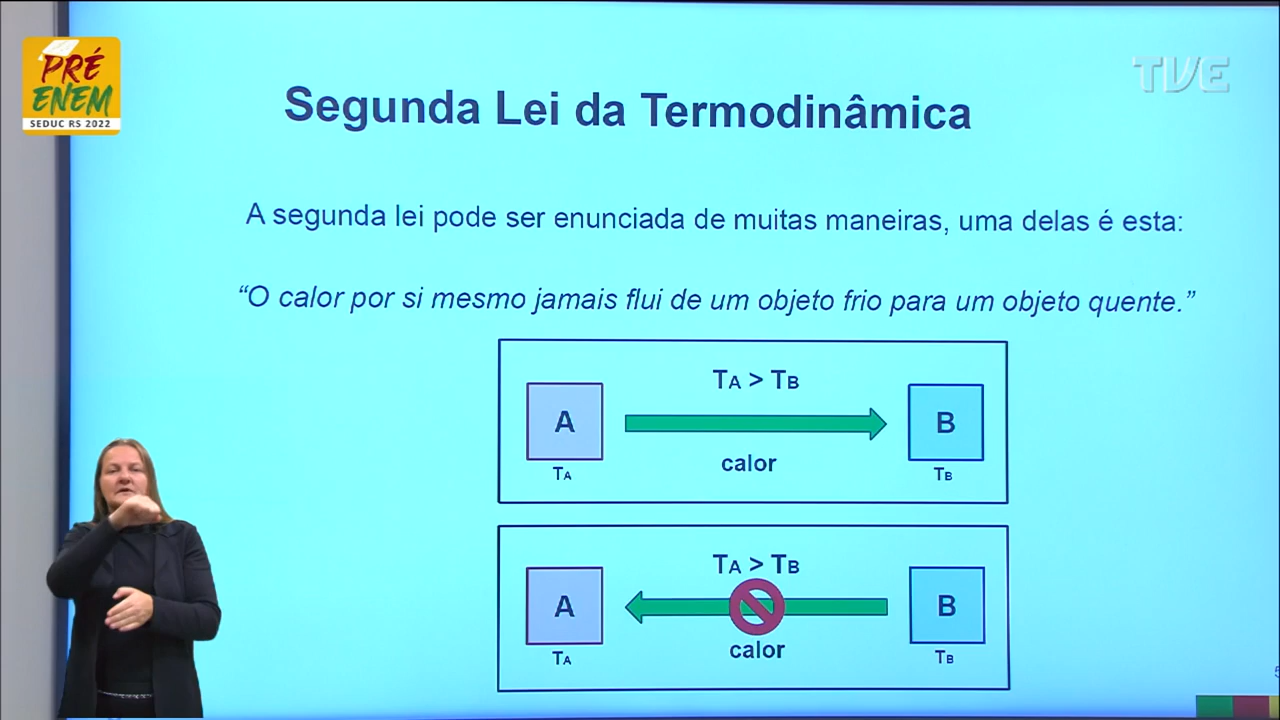 PRÉ
ENEM
SEDUC RS 2022
TVE
Segunda Lei da Termodinâmica
A segunda lei pode ser enunciada de muitas maneiras, uma delas é esta:
“O calor por si mesmo jamais flui de um objeto frio para um objeto quente.”
TA > TB
A
B
calor
TA
TB
TA > TB
A
B
calor
TA
TB